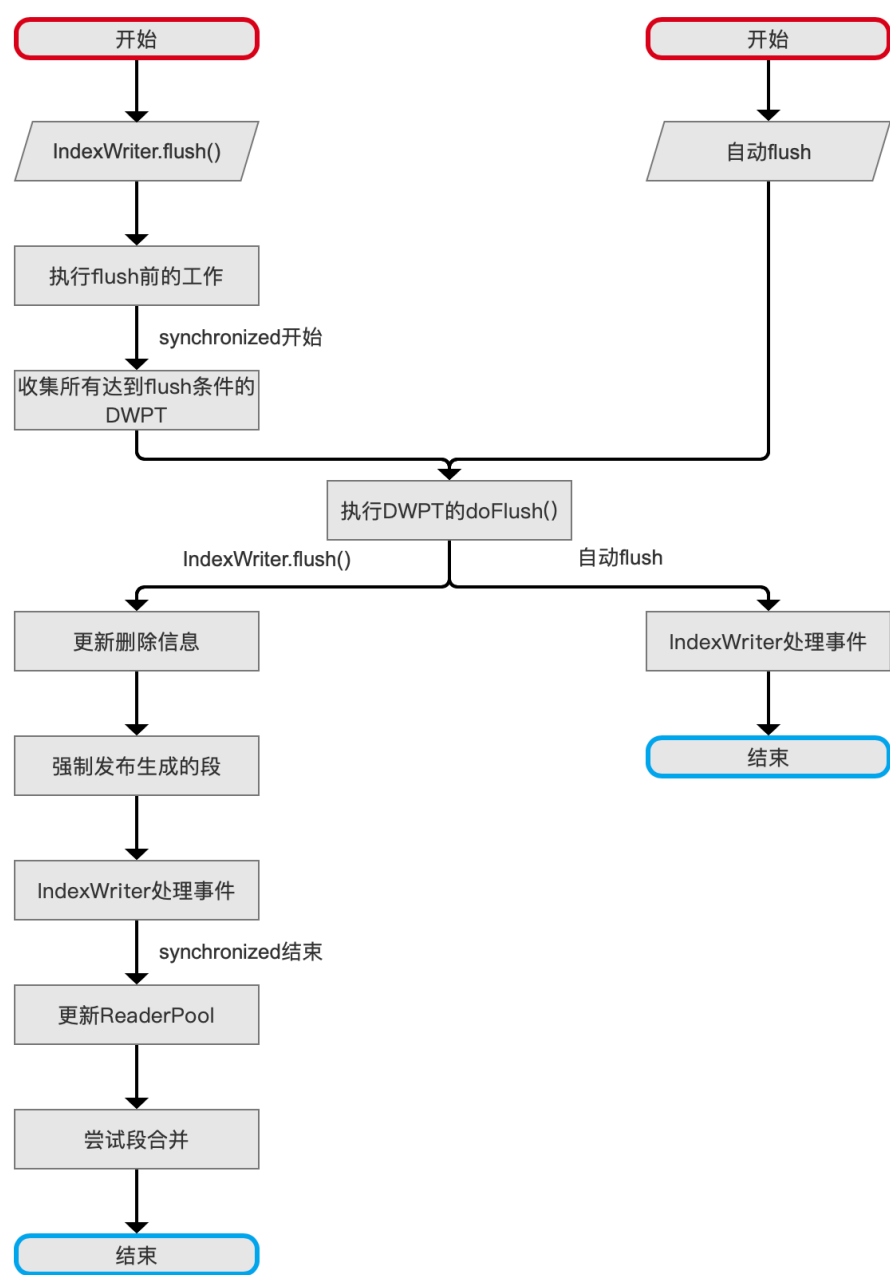 开始
开始
IndexWriter.flush()
自动flush
执行flush前的工作
synchronized开始
收集所有达到flush条件的
DWPT
执行DWPT的doFlush()
IndexWriter.flush()
自动flush
更新删除信息
IndexWriter处理事件
强制发布生成的段
结束
IndexWriter处理事件
synchronized结束
更新ReaderPool
尝试段合并
结束